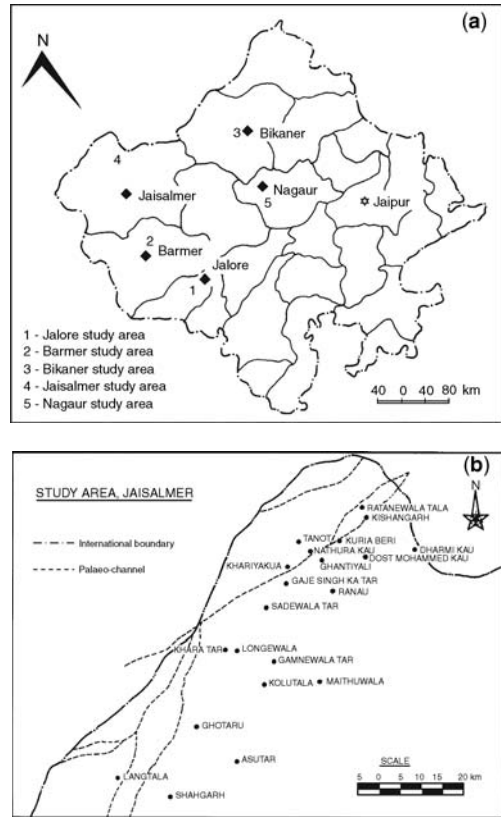 (a)
N
3 Bikaner
4
Jaisalmer
Nagaur
5
Jaipur
2
Barmer
Jalore
1
1 - Jalore study area
2 - Barmer study area
3 - Bikaner study area
4 - Jaisalmer study area
5 - Nagaur study area
40 0 40 80 km
(b)
STUDY AREA, JAISALMER
N
International boundary
Palaeo-channel
RATANEWALA TALA
KISHANGARH
TANOT
KURIA BERI
NATHURA KAU
DHARMI KAU
DOST MOHAMMED KAU
GHANTIYALI
KHARIYAKUA
GAJE SINGH KA TAR
RANAU
SADEWALA TAR
KHARA TAR
LONGEWALA
GAMNEWALA TAR
KOLUTALA
MAITHUWALA
GHOTARU
ASUTAR
LANGTALA
SHAHGARH
SCALE
5 0 5 10 15 20 km